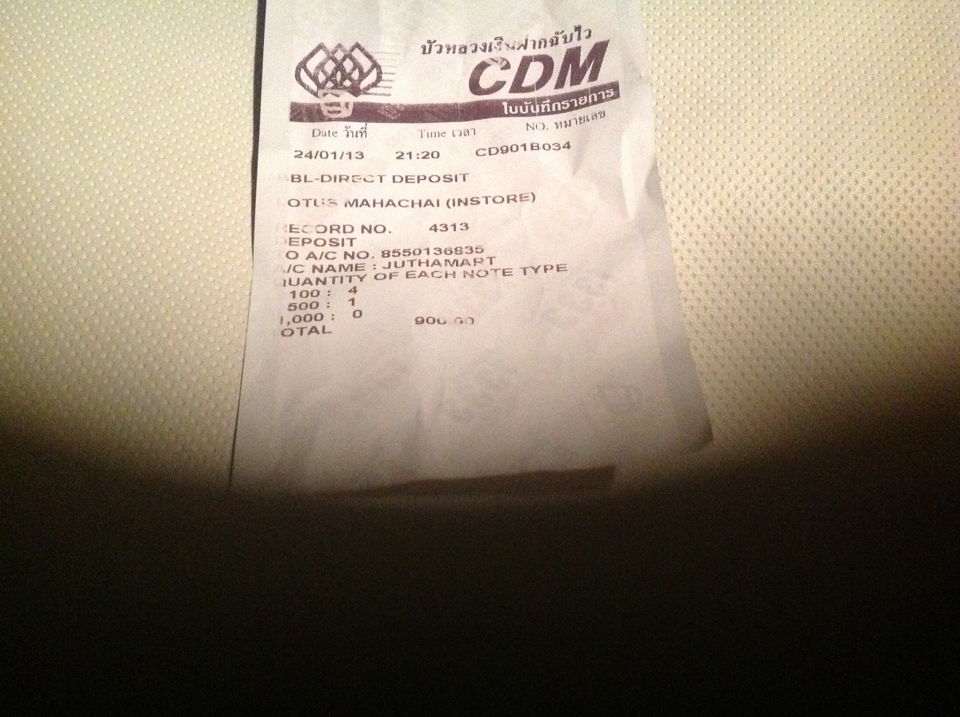 บัวหลวงเงินฝากฉับไว
CDM
ใบบันทึกรายการ
Date วันที่ Time เวลา NO. หมายเลข
24/01/13 21:20 CD901B034
BL-DIRECT DEPOSIT
OTUS MAHACHAI (INSTORE)
ECORD NO. 4313
EPOSIT
O A/C NO. 8550136835
/C NAME : JUTHAMART
QUANTITY OF EACH NOTE TYPE
100 : 4
500 : 1
1,000 : 0
OTAL 900.00